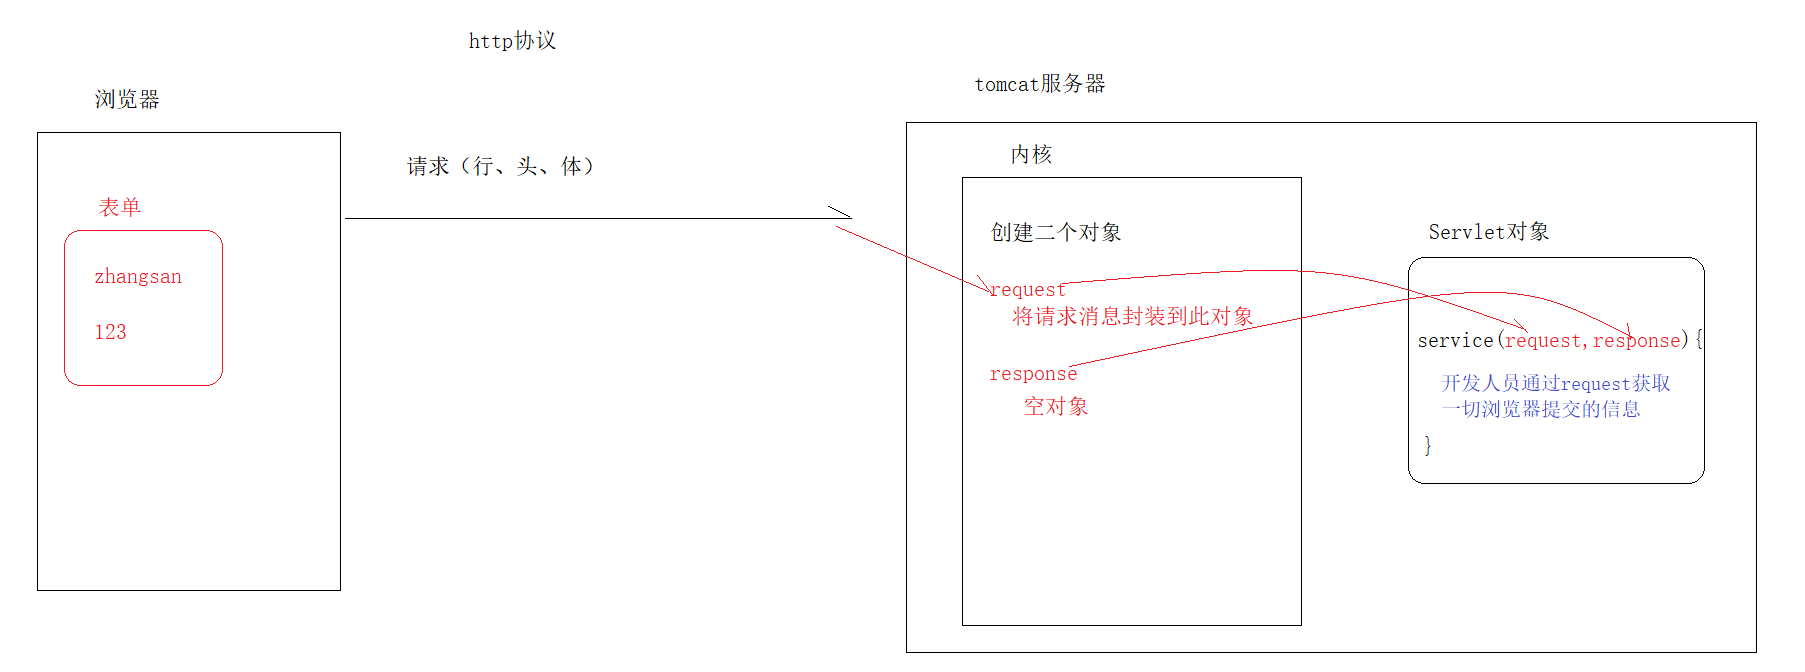 http协议
浏览器
tomcat服务器
请求（行、头、体）
内核
表单
zhangsan
123
创建二个对象
request
将请求消息封装到此对象
response
空对象
Servlet对象
service(request,response){
开发人员通过request获取
一切浏览器提交的信息
}